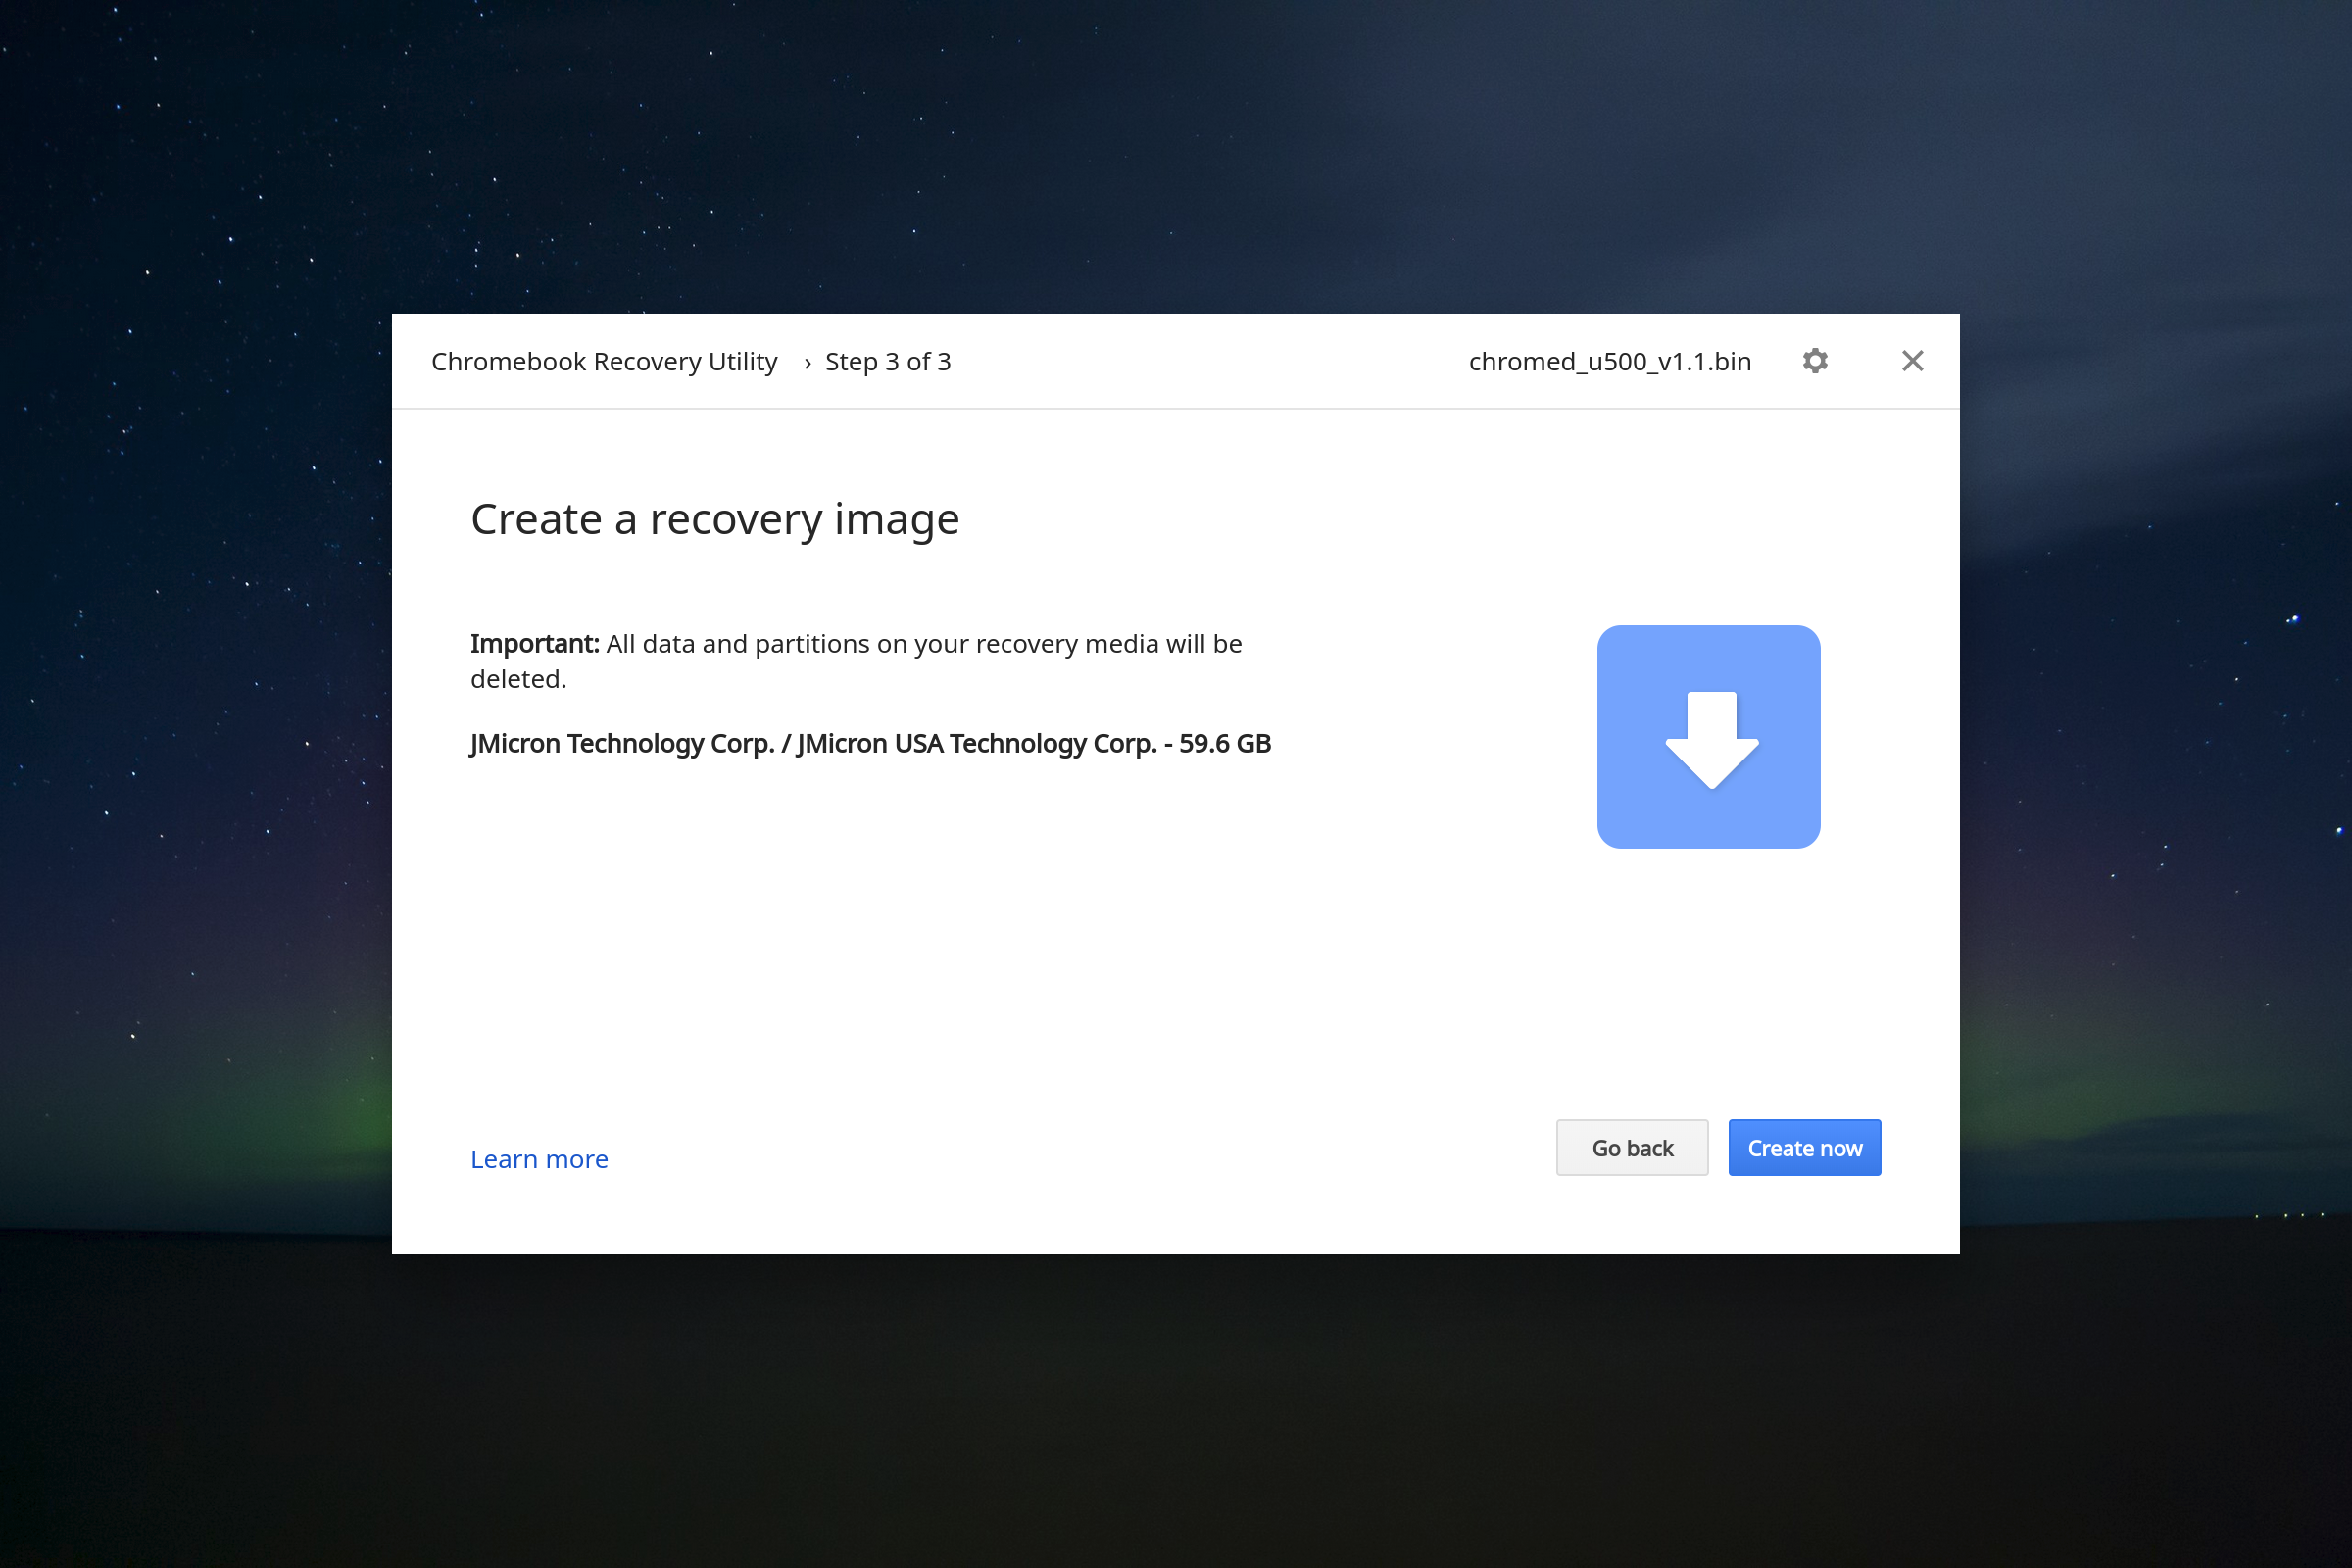 Chromebook Recovery Utility › Step 3 of 3 chromed_u500_v1.1.bin
Create a recovery image
Important: All data and partitions on your recovery media will be
deleted.
JMicron Technology Corp. / JMicron USA Technology Corp. - 59.6 GB
Learn more
Go back
Create now